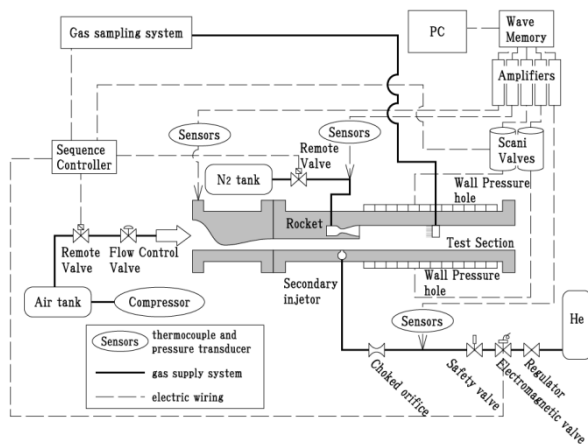 Gas sampling system
PC
Wave
Memory
Amplifiers
Sensors
Sensors
Scani
Valves
Sequence
Controller
Remote
Valve
N2 tank
Wall Pressure
hole
Rocket
Remote
Valve
Flow Control
Valve
Test Section
Secondary
injetor
Wall Pressure
hole
Air tank
Compressor
Sensors
He
Choked orifice
Safety valve
Electromagnetic valve
Regulator
Sensors
thermocouple and
pressure transducer
gas supply system
electric wiring